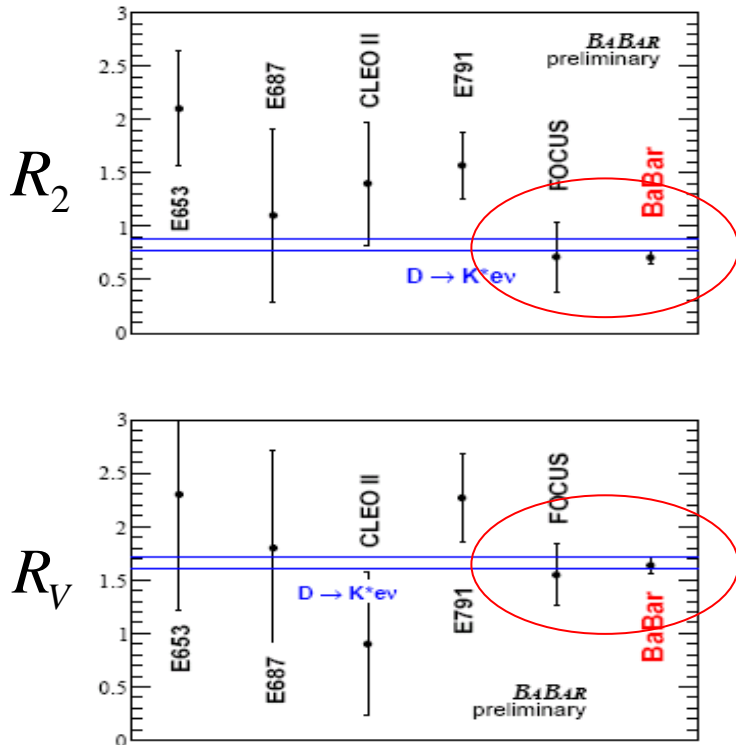 3
2.5
2
1.5
1
0.5
0
R2
E653
E687
CLEO II
E791
FOCUS
BaBar
BABAR
preliminary
D → K*eν
3
2.5
2
1.5
1
0.5
0
RV
E653
E687
CLEO II
E791
FOCUS
BaBar
D → K*eν
BABAR
preliminary